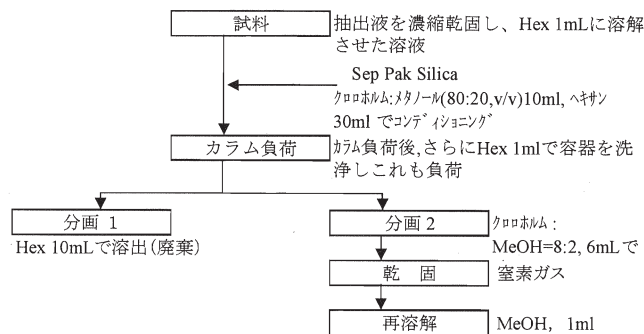 試料
抽出液を濃縮乾固し、Hex 1mLに溶解
させた溶液
Sep Pak Silica
クロロホルム:メタノール(80:20,v/v)10ml, ヘキサン
30ml でコンディショニング
カラム負荷
カラム負荷後,さらにHex 1mlで容器を洗
浄しこれも負荷
分画 1
Hex 10mLで溶出(廃棄)
分画 2
クロロホルム:
MeOH=8:2, 6mLで
乾 固
窒素ガス
再溶解
MeOH, 1ml